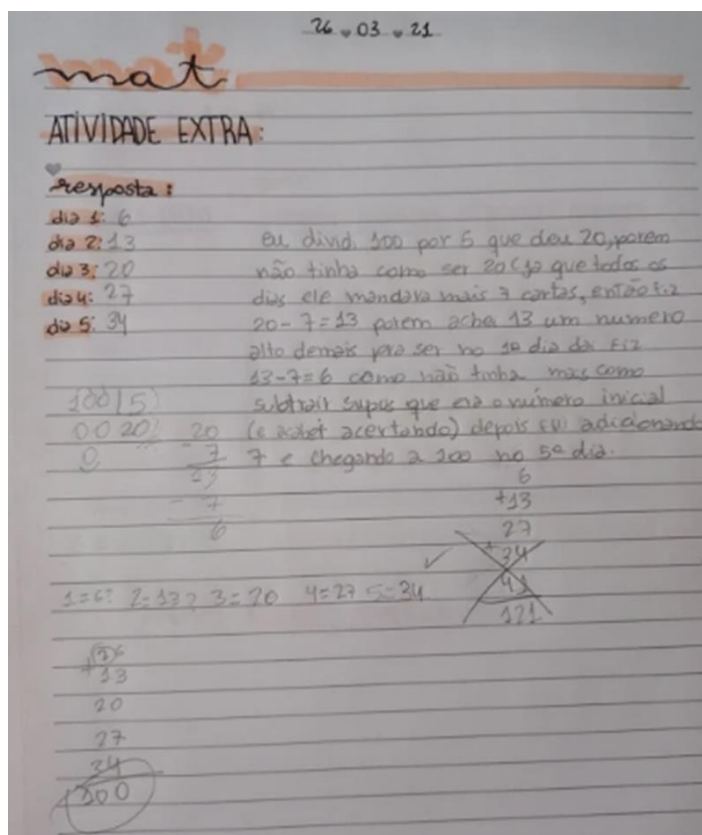 26 ♥ 03 ♥ 21
mat
ATIVIDADE EXTRA:
resposta:
dia 1: 6
dia 2: 13
dia 3: 20
dia 4: 27
dia 5: 34
eu dividi 100 por 5 que deu 20, porem
não tinha como ser 20 (ja que todos os
dias ele mandava mais 7 cartas, então fiz
20 - 7 = 13 porem achei 13 um numero
alto demais pra ser no 1º dia daí fiz
13 - 7 = 6 como não tinha mas como
subtrair supus que era o número inicial
(e acabei acertando) depois fui adicionando
7 e chegando a 100 no 5º dia.
100 | 5
00 20
0
20
- 7
13
- 7
6
6
+13
27
+34
41
121
1=6? 2=13? 3=20 4=27 5=34 ✓
(2)6
+13
20
27
34
100